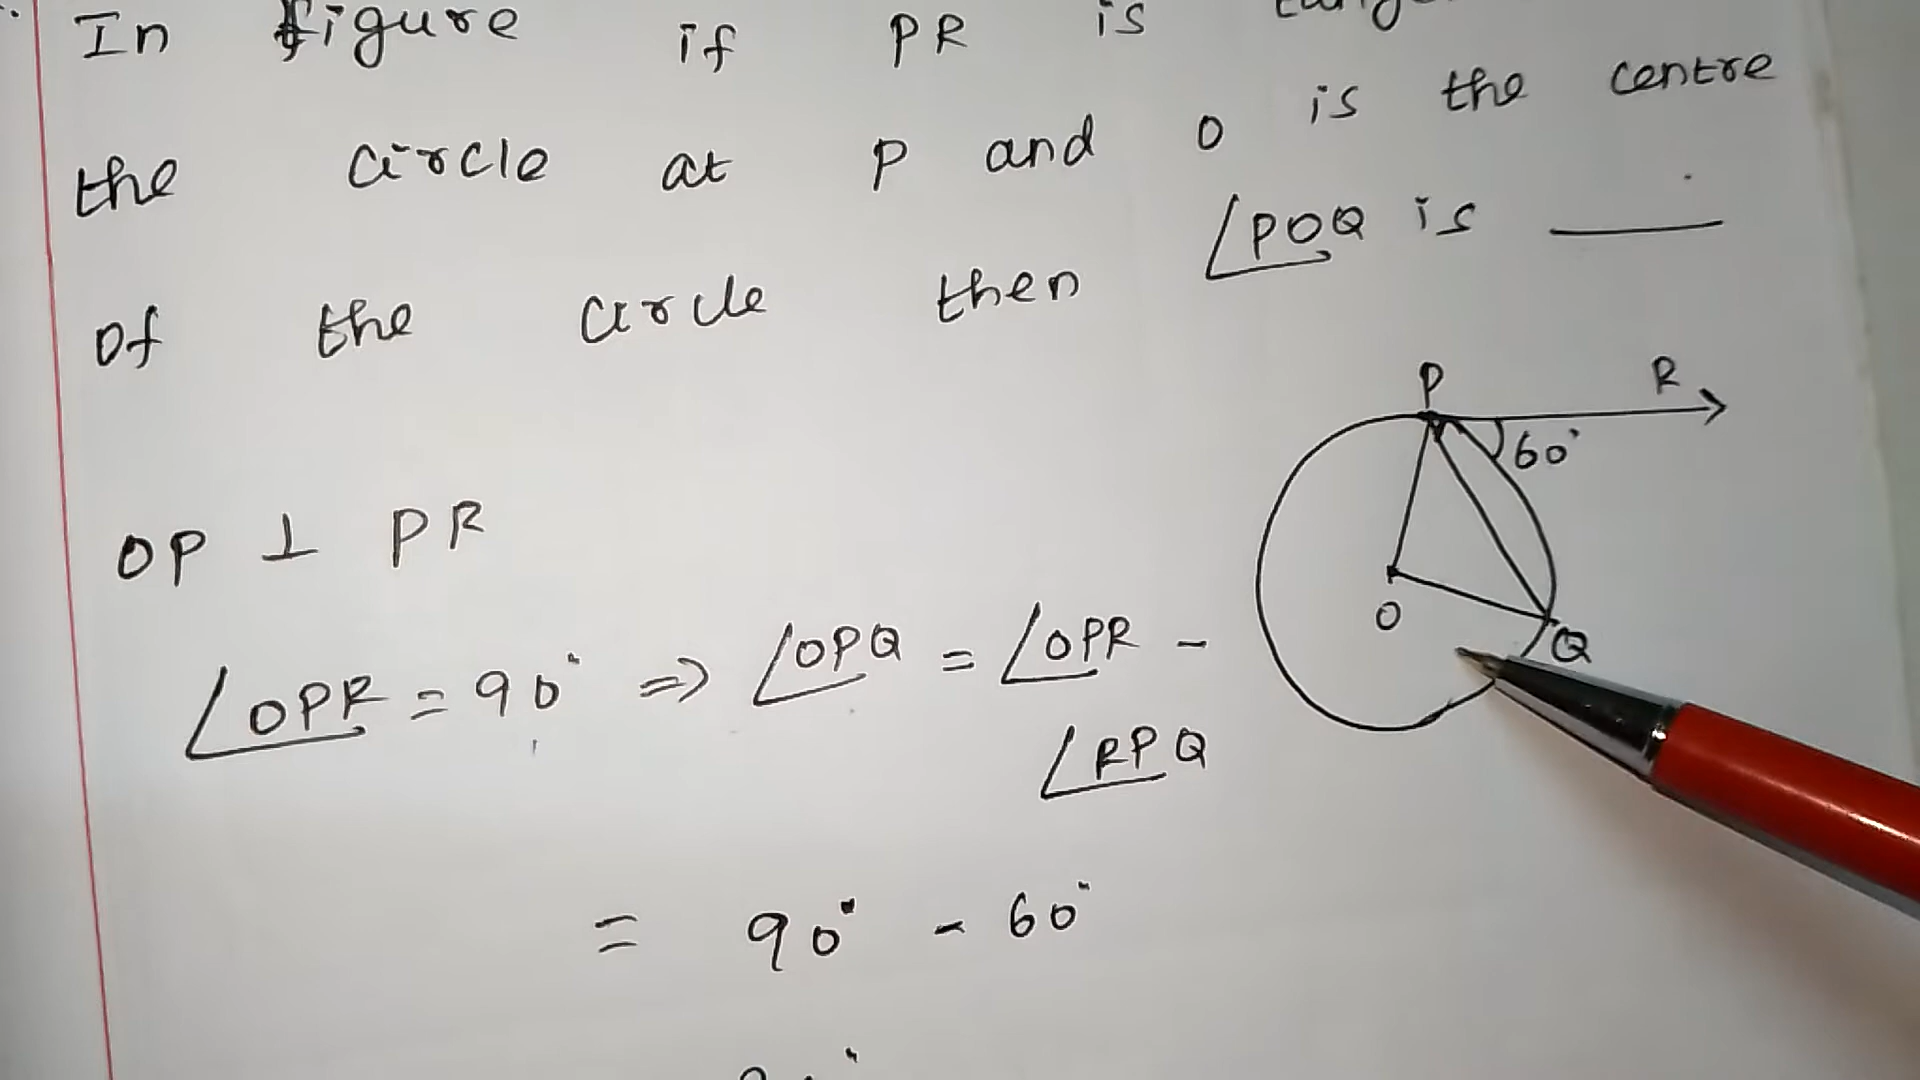 In figure if PR is
the circle at P and O is the centre
of the circle then ∠POQ is ____
P
R
60°
O
Q
OP ⊥ PR
∠OPR = 90° => ∠OPQ = ∠OPR -
∠RPQ
= 90° - 60°